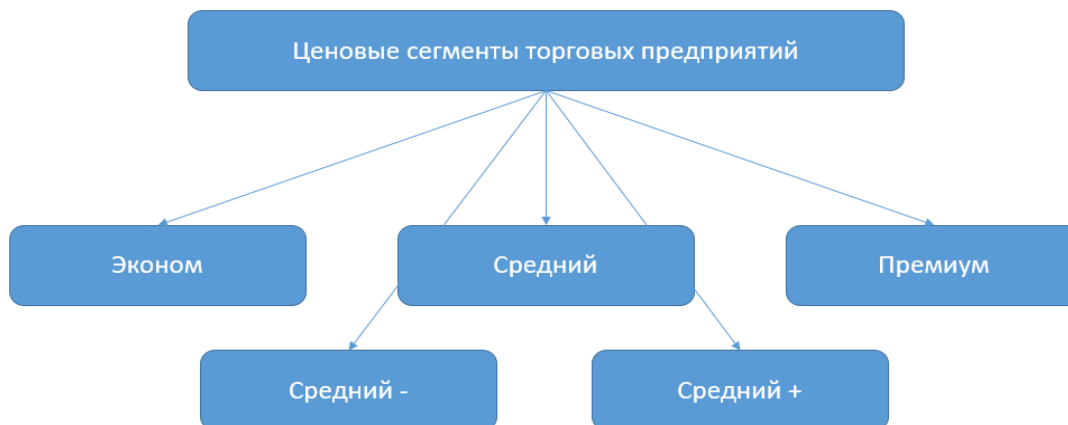 Ценовые сегменты торговых предприятий
Эконом
Средний
Премиум
Средний -
Средний +